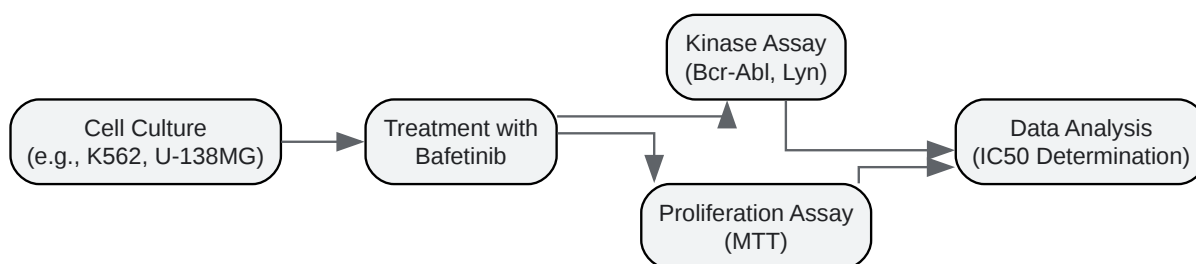 Cell Culture
(e.g., K562, U-138MG)
Treatment with
Bafetinib
Kinase Assay
(Bcr-Abl, Lyn)
Proliferation Assay
(MTT)
Data Analysis
(IC50 Determination)